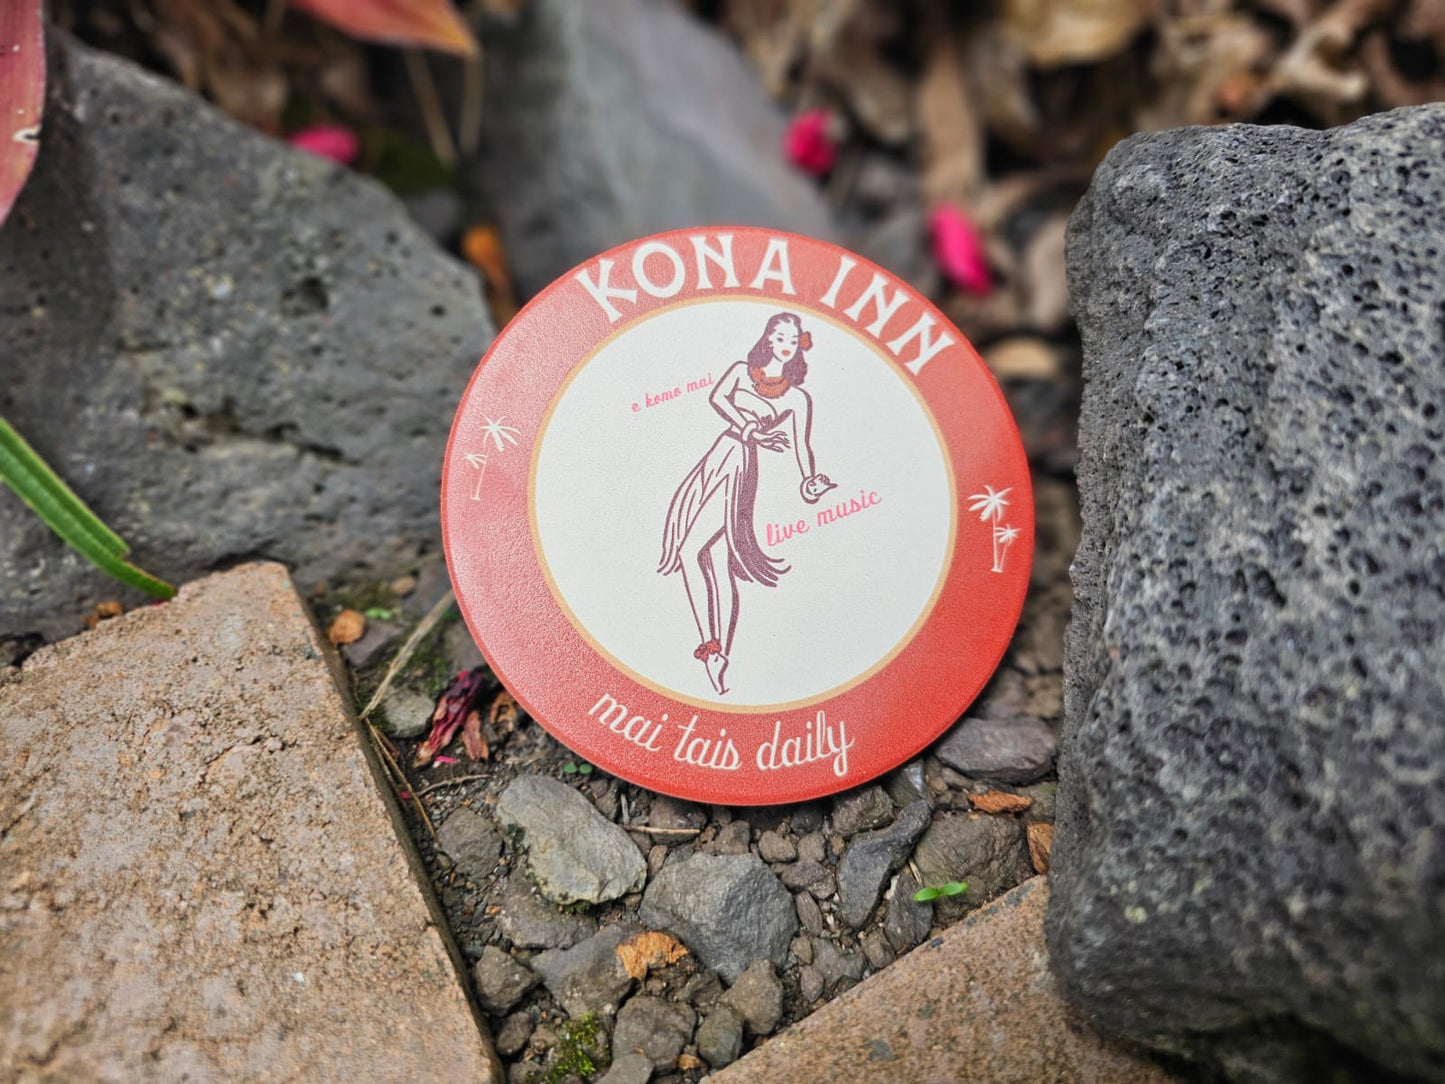 KONA INN
e komo mai
live music
mai tais daily